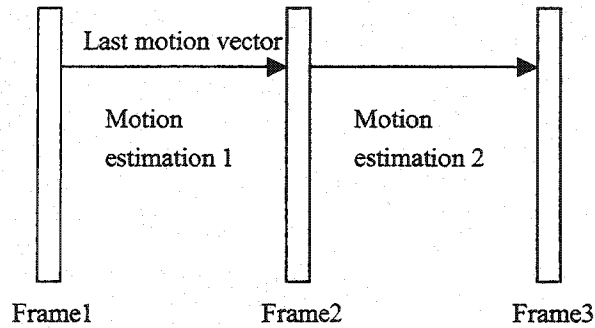 Last motion vector
Motion
estimation 1
Motion
estimation 2
Frame1
Frame2
Frame3